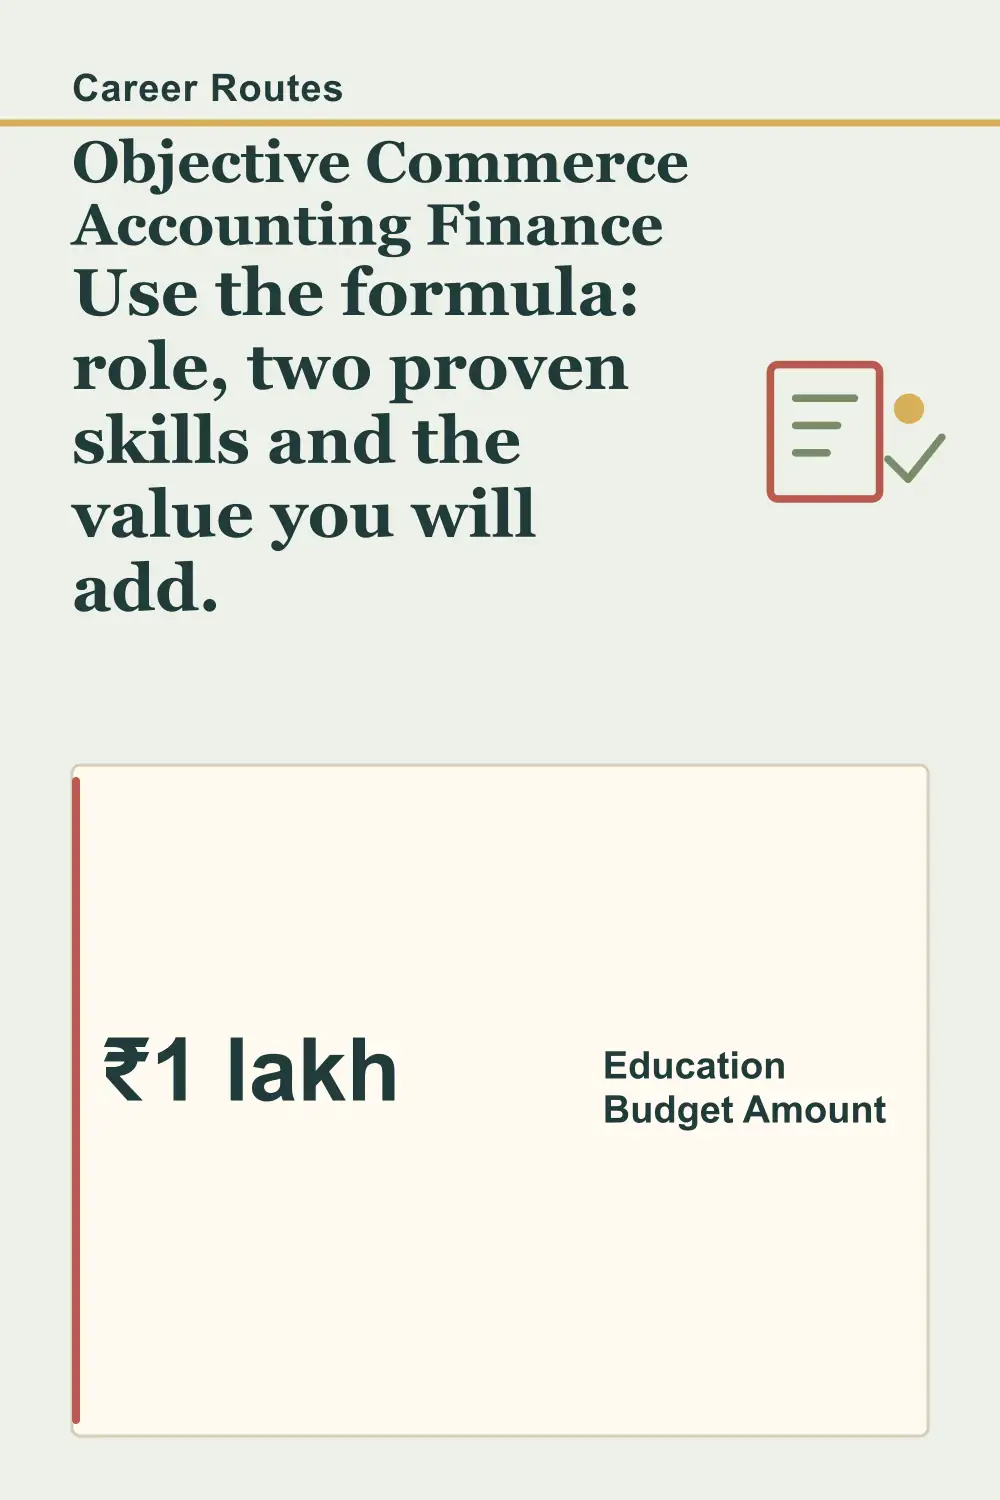 Career Routes
Objective Commerce
Accounting Finance
Use the formula:
role, two proven
skills and the
value you will
add.
₹1 lakh
Education
Budget Amount